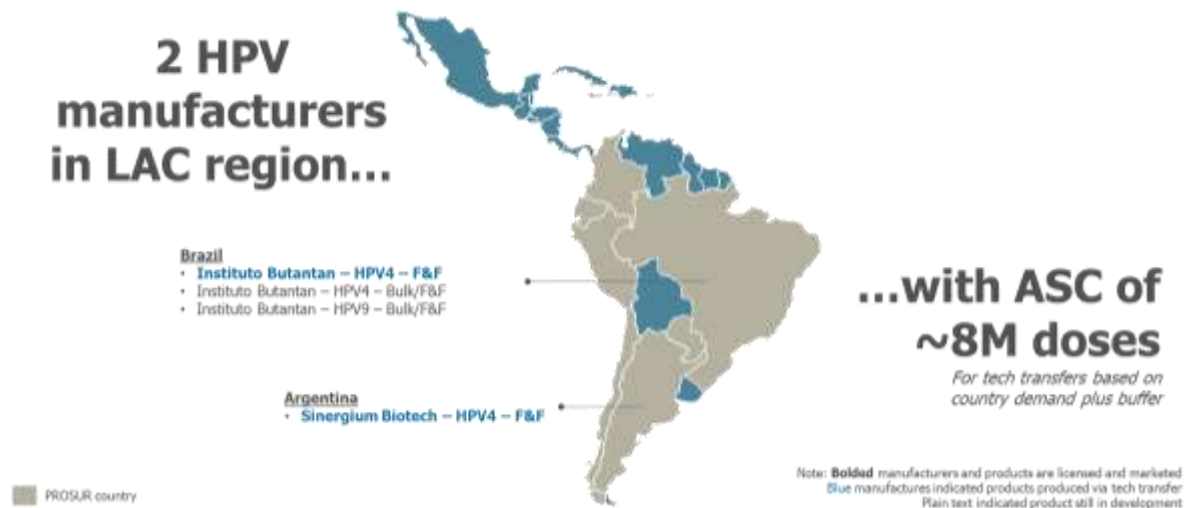 2 HPV
manufacturers
in LAC region...
Brazil
• Instituto Butantan – HPV4 – F&F
• Instituto Butantan – HPV4 – Bulk/F&F
• Instituto Butantan – HPV9 – Bulk/F&F
Argentina
• Sinergium Biotech – HPV4 – F&F
...with ASC of
~8M doses
For tech transfers based on
country demand plus buffer
PROSUR country
Note: Bolded manufacturers and products are licensed and marketed
Blue manufactures indicated products produced via tech transfer
Plain text indicated product still in development